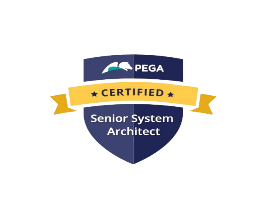 PEGA
★ CERTIFIED ★
Senior System
Architect